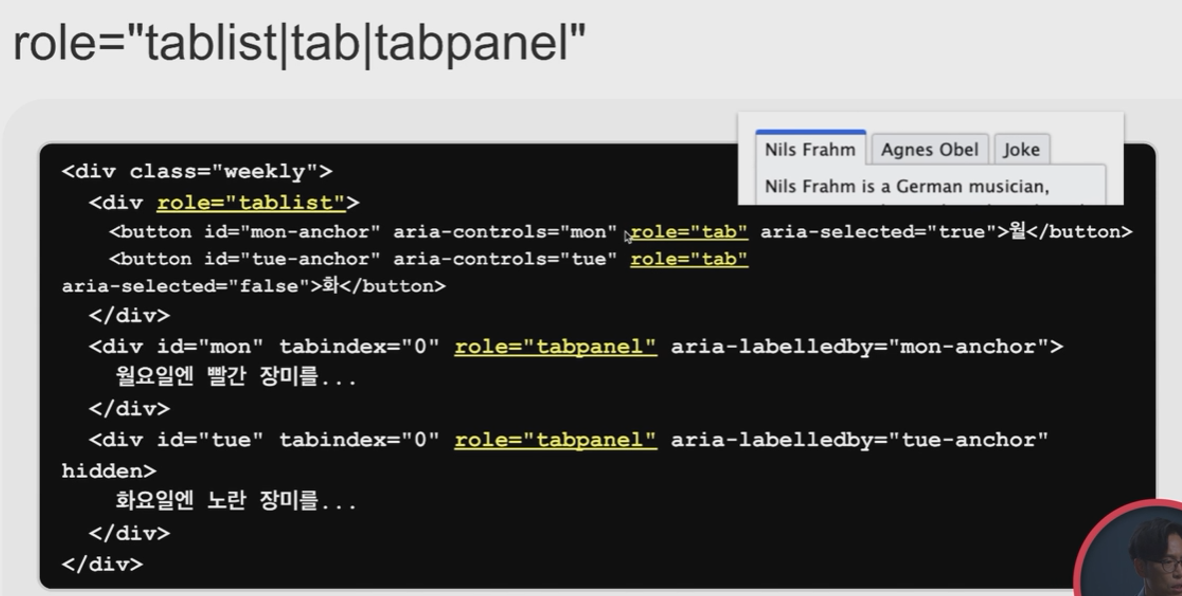 role="tablist|tab|tabpanel"
Nils Frahm Agnes Obel Joke
Nils Frahm is a German musician,
<div class="weekly">
<div role="tablist">
<button id="mon-anchor" aria-controls="mon" role="tab" aria-selected="true">월</button>
<button id="tue-anchor" aria-controls="tue" role="tab"
aria-selected="false">화</button>
</div>
<div id="mon" tabindex="0" role="tabpanel" aria-labelledby="mon-anchor">
월요일엔 빨간 장미를...
</div>
<div id="tue" tabindex="0" role="tabpanel" aria-labelledby="tue-anchor"
hidden>
화요일엔 노란 장미를...
</div>
</div>